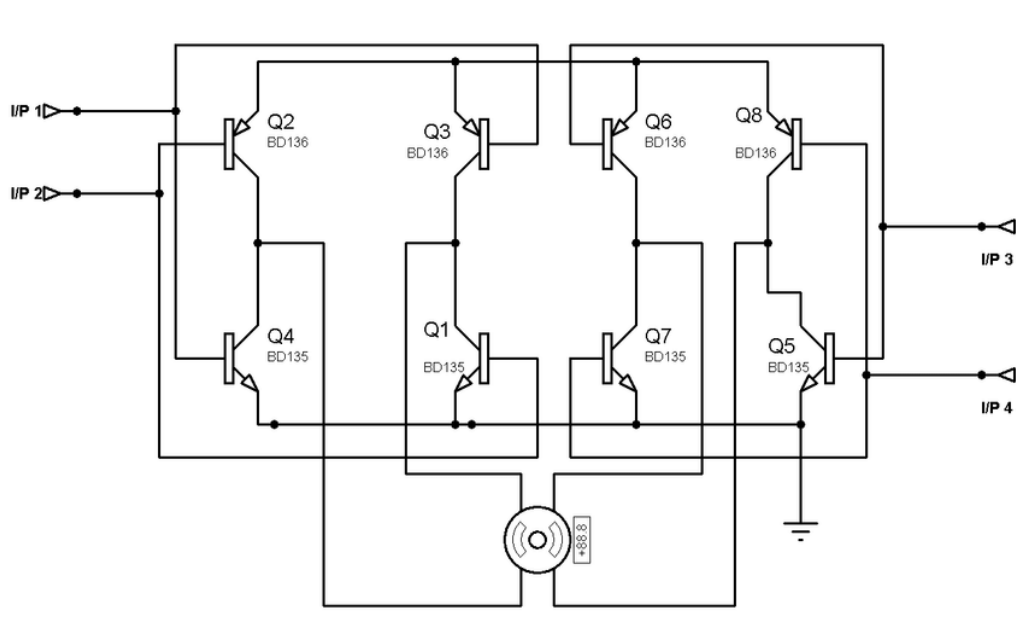 I/P 1
I/P 2
Q2
BD136
Q3
BD136
Q6
BD136
Q8
BD136
I/P 3
Q4
BD135
Q1
BD135
Q7
BD135
Q5
BD135
I/P 4
+88.8